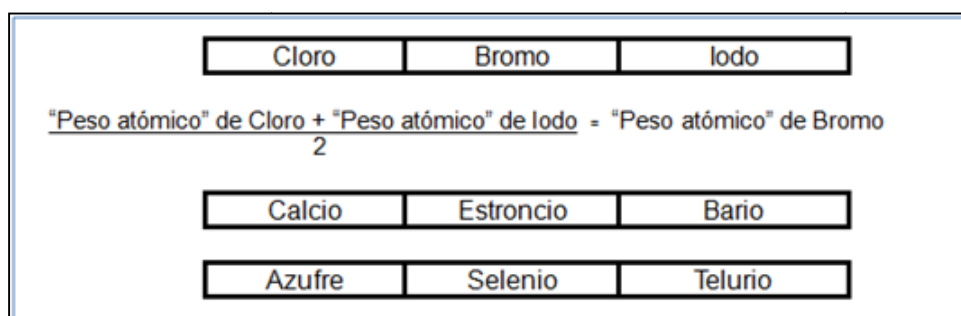 Cloro Bromo Iodo
“Peso atómico” de Cloro + “Peso atómico” de Iodo = “Peso atómico” de Bromo
2
Calcio Estroncio Bario
Azufre Selenio Telurio